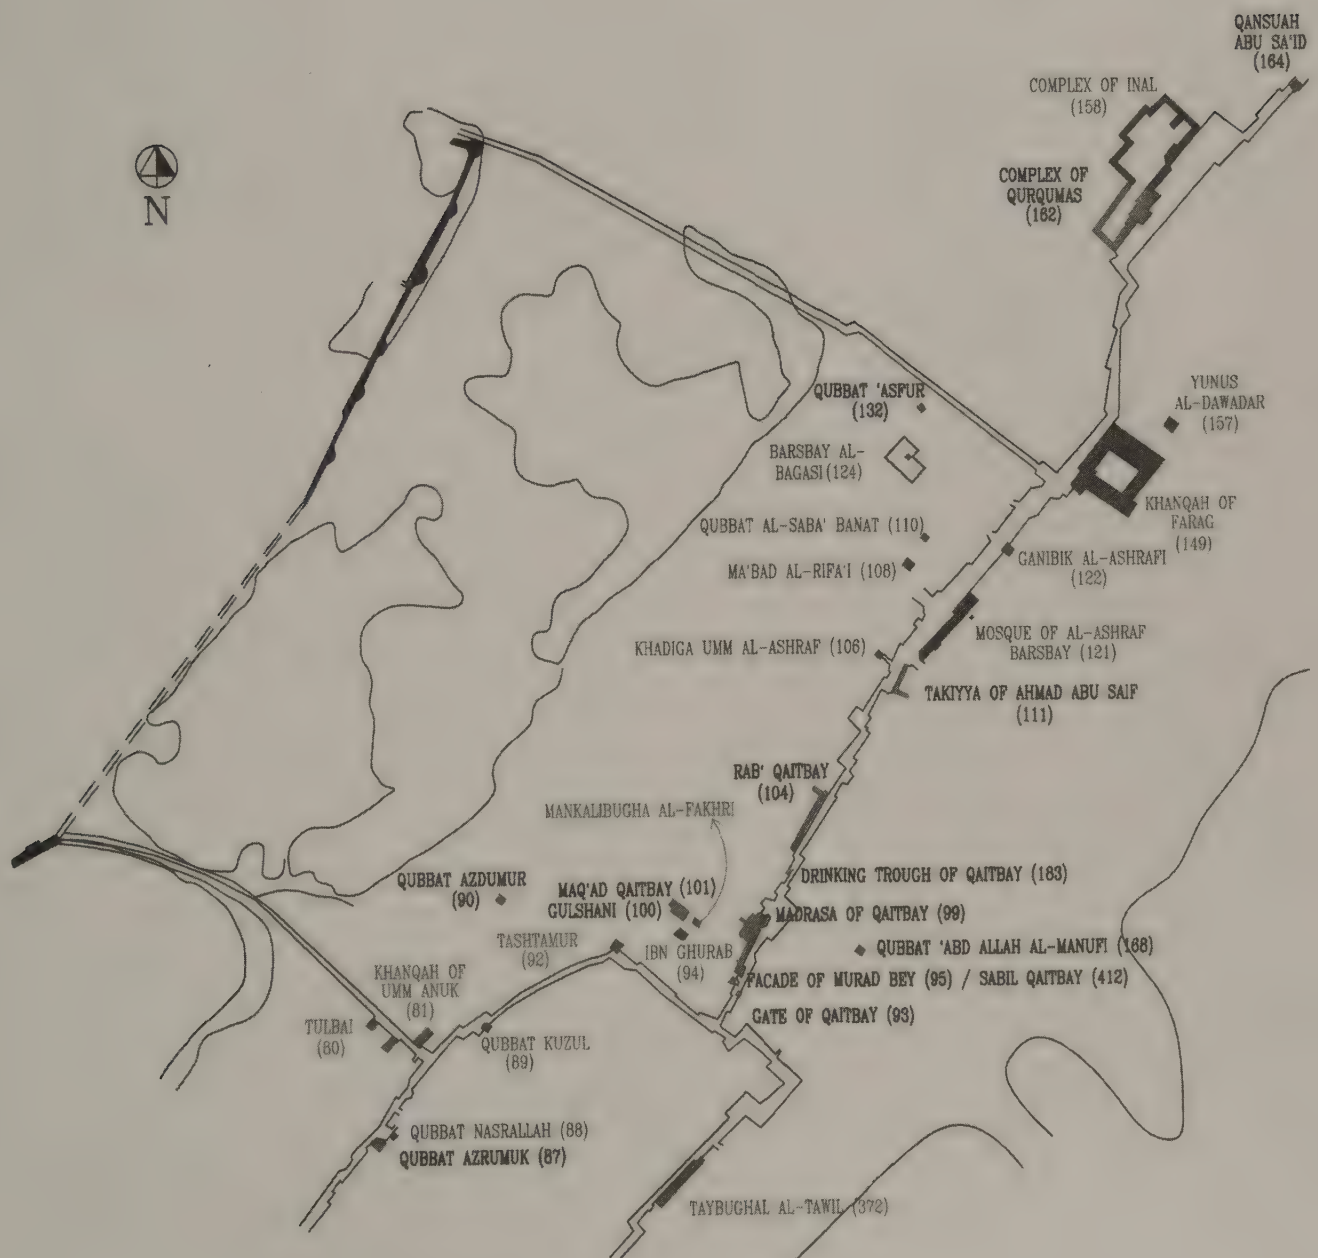 QANSUAH
ABU SA'ID
(164)
COMPLEX OF INAL
(158)
COMPLEX OF
QURQUMAS
(162)
N
QUBBAT 'ASFUR
(132)
YUNUS
AL-DAWADAR
(157)
BARSBAY AL-
BAGASI (124)
KHANQAH OF
FARAG
(149)
QUBBAT AL-SABA' BANAT (110)
GANIBIK AL-ASHRAFI
(122)
MA'BAD AL-RIFA'I (108)
KHADIGA UMM AL-ASHRAF (106)
MOSQUE OF AL-ASHRAF
BARSBAY (121)
TAKIYYA OF AHMAD ABU SAIF
(111)
RAB' QAITBAY
(104)
MANKALIBUGHA AL-FAKHRI
DRINKING TROUGH OF QAITBAY (183)
QUBBAT AZDUMUR
(90)
MAQ'AD QAITBAY (101)
GULSHANI (100)
MADRASA OF QAITBAY (99)
TASHTAMUR
(92)
IBN GHURAB
(94)
QUBBAT 'ABD ALLAH AL-MANUFI (168)
KHANQAH OF
UMM ANUK
(81)
FACADE OF MURAD BEY (95) / SABIL QAITBAY (412)
GATE OF QAITBAY (93)
TULBAI
(80)
QUBBAT KUZUL
(89)
QUBBAT NASRALLAH (88)
QUBBAT AZRUMUK (87)
TAYBUGHAL AL-TAWIL (372)